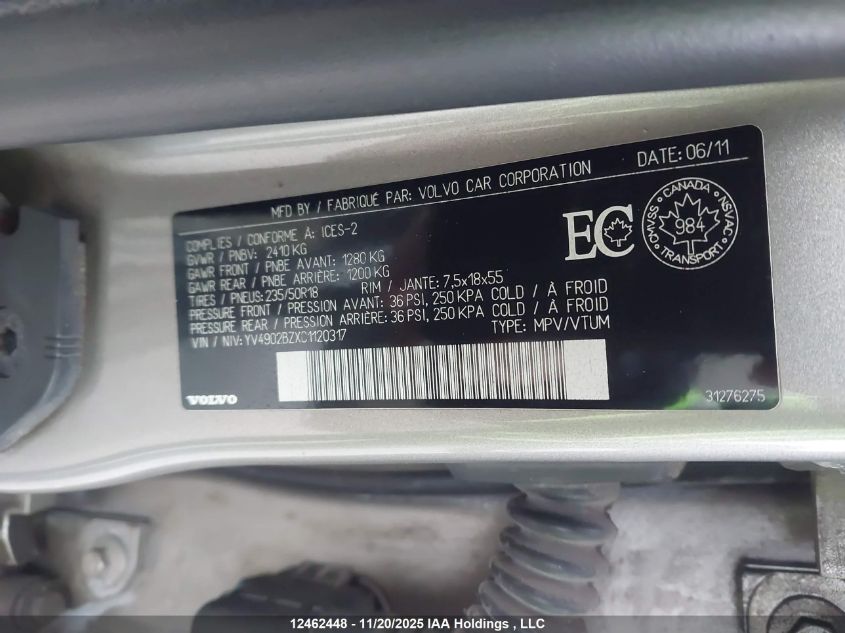 MFD BY / FABRIQUÉ PAR: VOLVO CAR CORPORATION DATE: 06/11
COMPLIES / CONFORME À: ICES-2
GVWR / PNBV: 2410 KG
GAWR FRONT / PNBE AVANT: 1280 KG
GAWR REAR / PNBE ARRIÈRE: 1200 KG
TIRES / PNEUS: 235/50R18 RIM / JANTE: 7,5x18x55
PRESSURE FRONT / PRESSION AVANT: 36 PSI, 250 KPA COLD / À FROID
PRESSURE REAR / PRESSION ARRIÈRE: 36 PSI, 250 KPA COLD / À FROID
VIN / NIV: YV4902BZXC1120317 TYPE: MPV/VTUM
EC
CANADA
CMVSS 984 NSVAC
TRANSPORT
VOLVO 31276275
12462448 - 11/20/2025 IAA Holdings , LLC